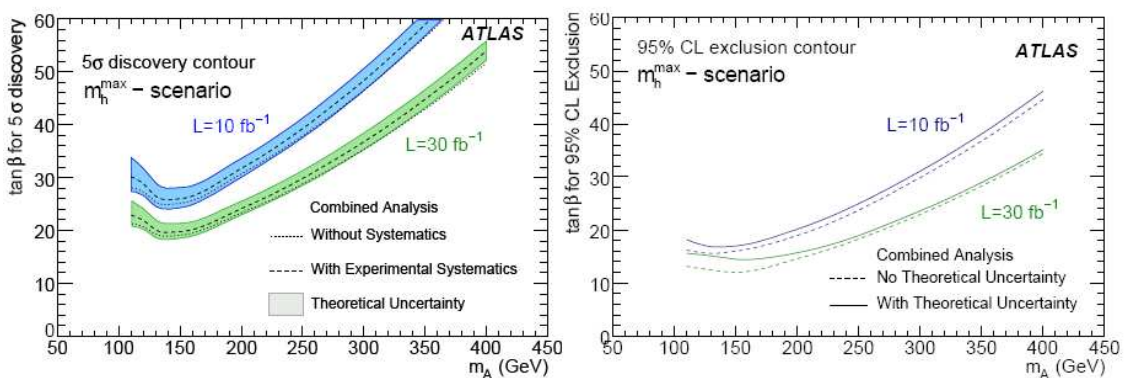 60
50
40
30
20
10
0
tanβ for 5σ discovery
ATLAS
5σ discovery contour
m_h^max − scenario
L=10 fb⁻¹
L=30 fb⁻¹
Combined Analysis
Without Systematics
With Experimental Systematics
Theoretical Uncertainty
50 100 150 200 250 300 350 400 450
m_A (GeV)
60
50
40
30
20
10
0
tanβ for 95% CL Exclusion
95% CL exclusion contour
ATLAS
m_h^max − scenario
L=10 fb⁻¹
L=30 fb⁻¹
Combined Analysis
No Theoretical Uncertainty
With Theoretical Uncertainty
50 100 150 200 250 300 350 400 450
m_A (GeV)